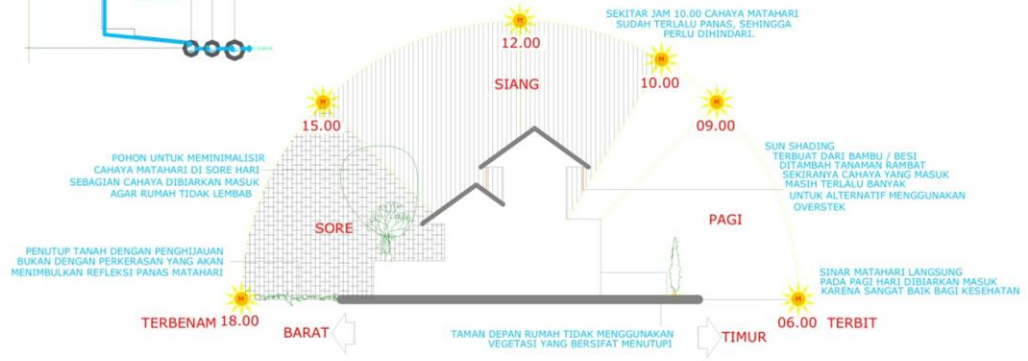 SEKITAR JAM 10.00 CAHAYA MATAHARI
SUDAH TERLALU PANAS, SEHINGGA
PERLU DIHINDARI.
M
12.00
SIANG
M
10.00
M
09.00
M
15.00
POHON UNTUK MEMINIMALISIR
CAHAYA MATAHARI DI SORE HARI
SEBAGIAN CAHAYA DIBIARKAN MASUK
AGAR RUMAH TIDAK LEMBAB
SUN SHADING
TERBUAT DARI BAMBU / BESI
DITAMBAH TANAMAN RAMBAT
SEKIRANYA CAHAYA YANG MASUK
MASIH TERLALU BANYAK
UNTUK ALTERNATIF MENGGUNAKAN
OVERSTEK
SORE
PAGI
PENUTUP TANAH DENGAN PENGHIJAUAN
BUKAN DENGAN PERKERASAN YANG AKAN
MENIMBULKAN REFLEKSI PANAS MATAHARI
SINAR MATAHARI LANGSUNG
PADA PAGI HARI DIBIARKAN MASUK
KARENA SANGAT BAIK BAGI KESEHATAN
M
TERBENAM 18.00
BARAT
TAMAN DEPAN RUMAH TIDAK MENGGUNAKAN
VEGETASI YANG BERSIFAT MENUTUPI
TIMUR
M
06.00 TERBIT